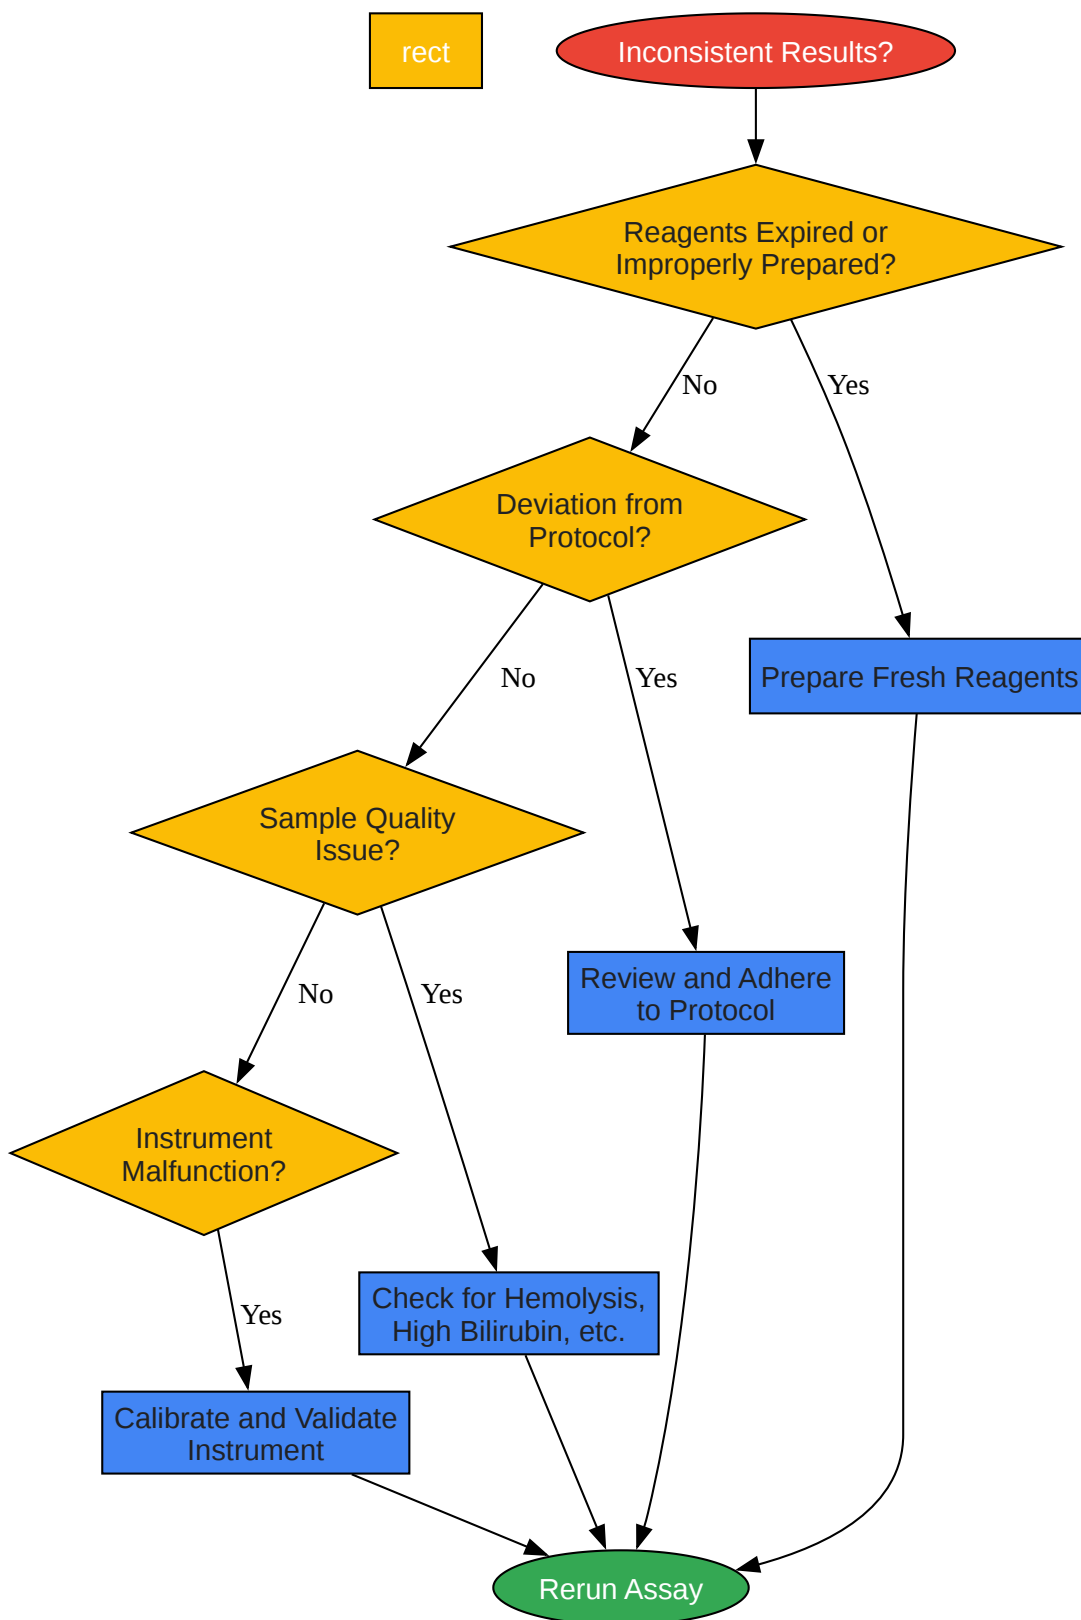 rect
Inconsistent Results?
Reagents Expired or
Improperly Prepared?
No
Yes
Deviation from
Protocol?
No
Yes
Prepare Fresh Reagents
Sample Quality
Issue?
No
Yes
Review and Adhere
to Protocol
Instrument
Malfunction?
Yes
Check for Hemolysis,
High Bilirubin, etc.
Calibrate and Validate
Instrument
Rerun Assay